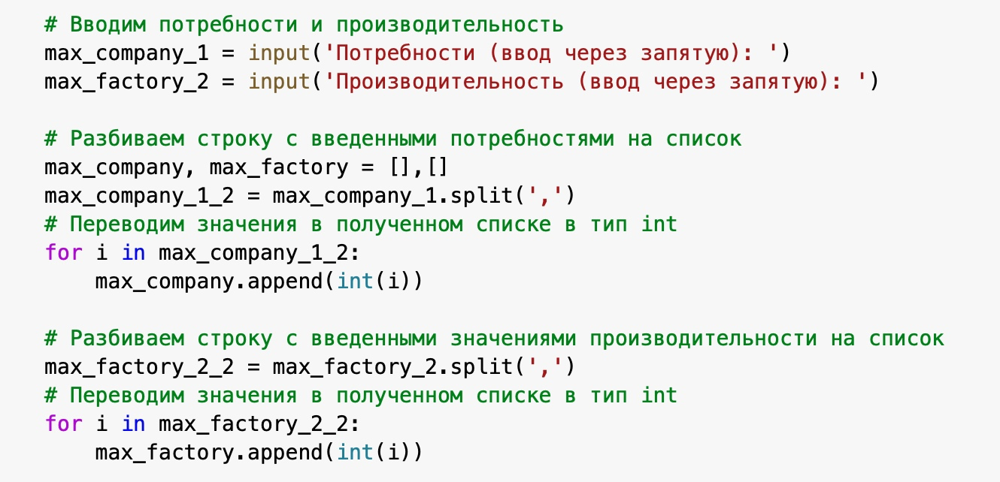 # Вводим потребности и производительность
max_company_1 = input('Потребности (ввод через запятую): ')
max_factory_2 = input('Производительность (ввод через запятую): ')
# Разбиваем строку с введенными потребностями на список
max_company, max_factory = [],[]
max_company_1_2 = max_company_1.split(',')
# Переводим значения в полученном списке в тип int
for i in max_company_1_2:
    max_company.append(int(i))
# Разбиваем строку с введенными значениями производительности на список
max_factory_2_2 = max_factory_2.split(',')
# Переводим значения в полученном списке в тип int
for i in max_factory_2_2:
    max_factory.append(int(i))